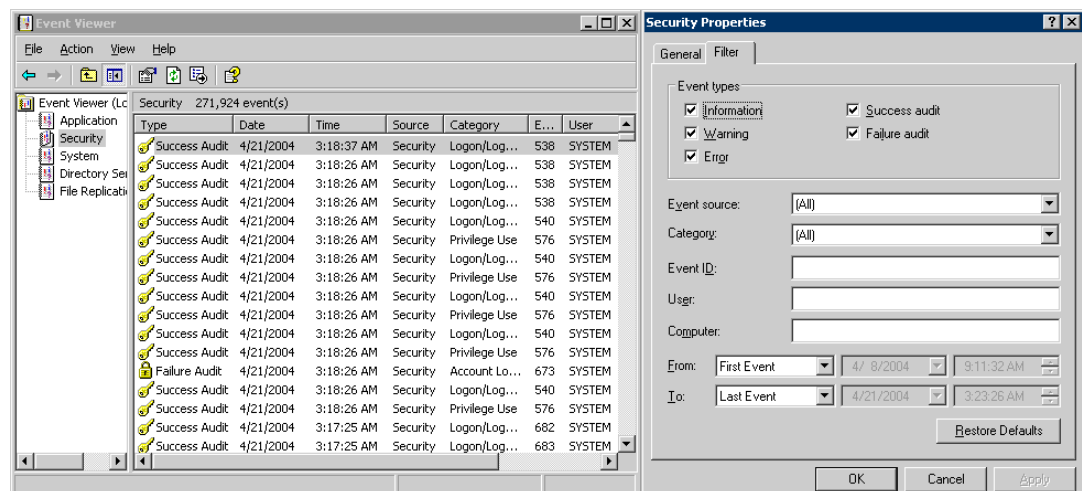 Event Viewer
File Action View Help
Event Viewer (Lc
Application
Security
System
Directory Ser
File Replicati
Security 271,924 event(s)
Type Date Time Source Category E... User
Success Audit 4/21/2004 3:18:37 AM Security Logon/Log... 538 SYSTEM
Success Audit 4/21/2004 3:18:26 AM Security Logon/Log... 538 SYSTEM
Success Audit 4/21/2004 3:18:26 AM Security Logon/Log... 538 SYSTEM
Success Audit 4/21/2004 3:18:26 AM Security Logon/Log... 538 SYSTEM
Success Audit 4/21/2004 3:18:26 AM Security Logon/Log... 540 SYSTEM
Success Audit 4/21/2004 3:18:26 AM Security Privilege Use 576 SYSTEM
Success Audit 4/21/2004 3:18:26 AM Security Logon/Log... 540 SYSTEM
Success Audit 4/21/2004 3:18:26 AM Security Privilege Use 576 SYSTEM
Success Audit 4/21/2004 3:18:26 AM Security Logon/Log... 540 SYSTEM
Success Audit 4/21/2004 3:18:26 AM Security Privilege Use 576 SYSTEM
Success Audit 4/21/2004 3:18:26 AM Security Logon/Log... 540 SYSTEM
Success Audit 4/21/2004 3:18:26 AM Security Privilege Use 576 SYSTEM
Failure Audit 4/21/2004 3:18:26 AM Security Account Lo... 673 SYSTEM
Success Audit 4/21/2004 3:18:26 AM Security Logon/Log... 540 SYSTEM
Success Audit 4/21/2004 3:18:26 AM Security Privilege Use 576 SYSTEM
Success Audit 4/21/2004 3:17:25 AM Security Logon/Log... 682 SYSTEM
Success Audit 4/21/2004 3:17:25 AM Security Logon/Log... 683 SYSTEM
Security Properties
General Filter
Event types
Information Success audit
Warning Failure audit
Error
Event source: (All)
Category: (All)
Event ID:
User:
Computer:
From: First Event 4/ 8/2004 9:11:32 AM
To: Last Event 4/21/2004 3:23:26 AM
Restore Defaults
OK Cancel Apply